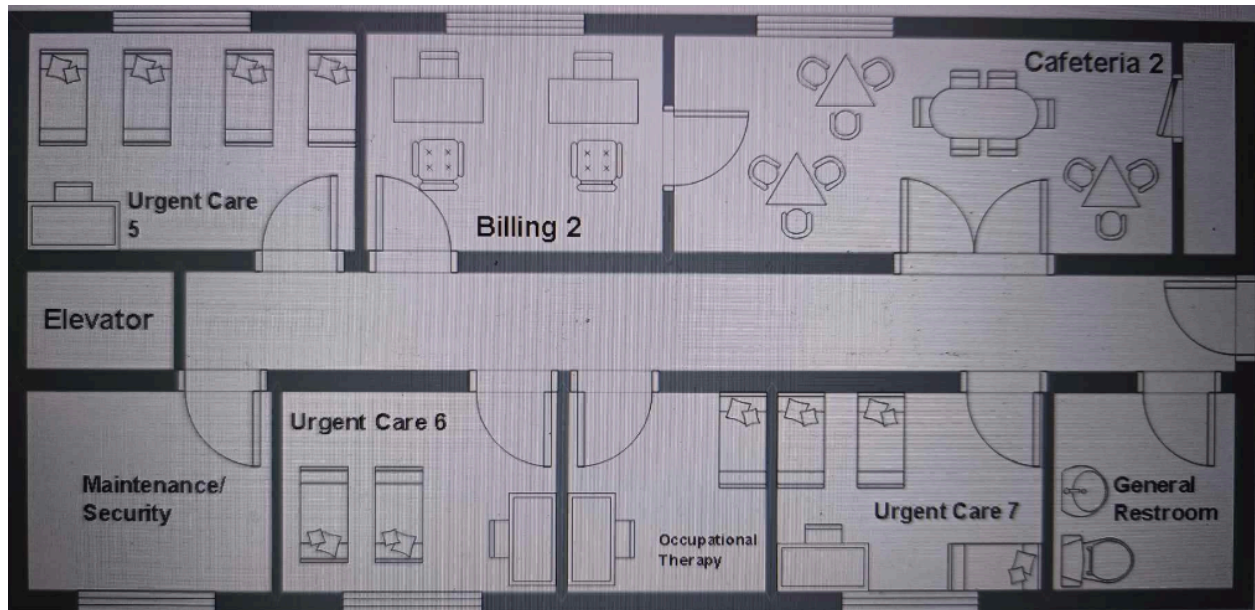 Cafeteria 2
Urgent Care
5
Billing 2
Elevator
Urgent Care 6
Maintenance/
Security
Occupational
Therapy
Urgent Care 7
General
Restroom